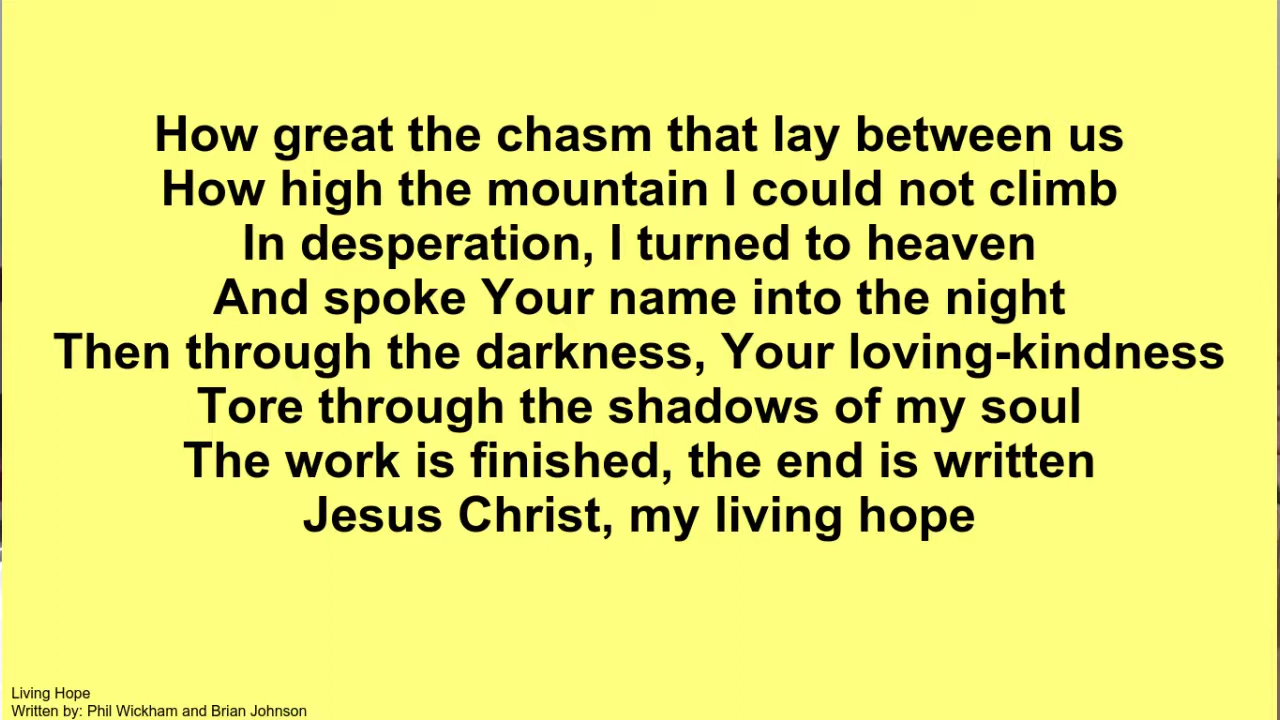 How great the chasm that lay between us
How high the mountain I could not climb
In desperation, I turned to heaven
And spoke Your name into the night
Then through the darkness, Your loving-kindness
Tore through the shadows of my soul
The work is finished, the end is written
Jesus Christ, my living hope
Living Hope
Written by: Phil Wickham and Brian Johnson